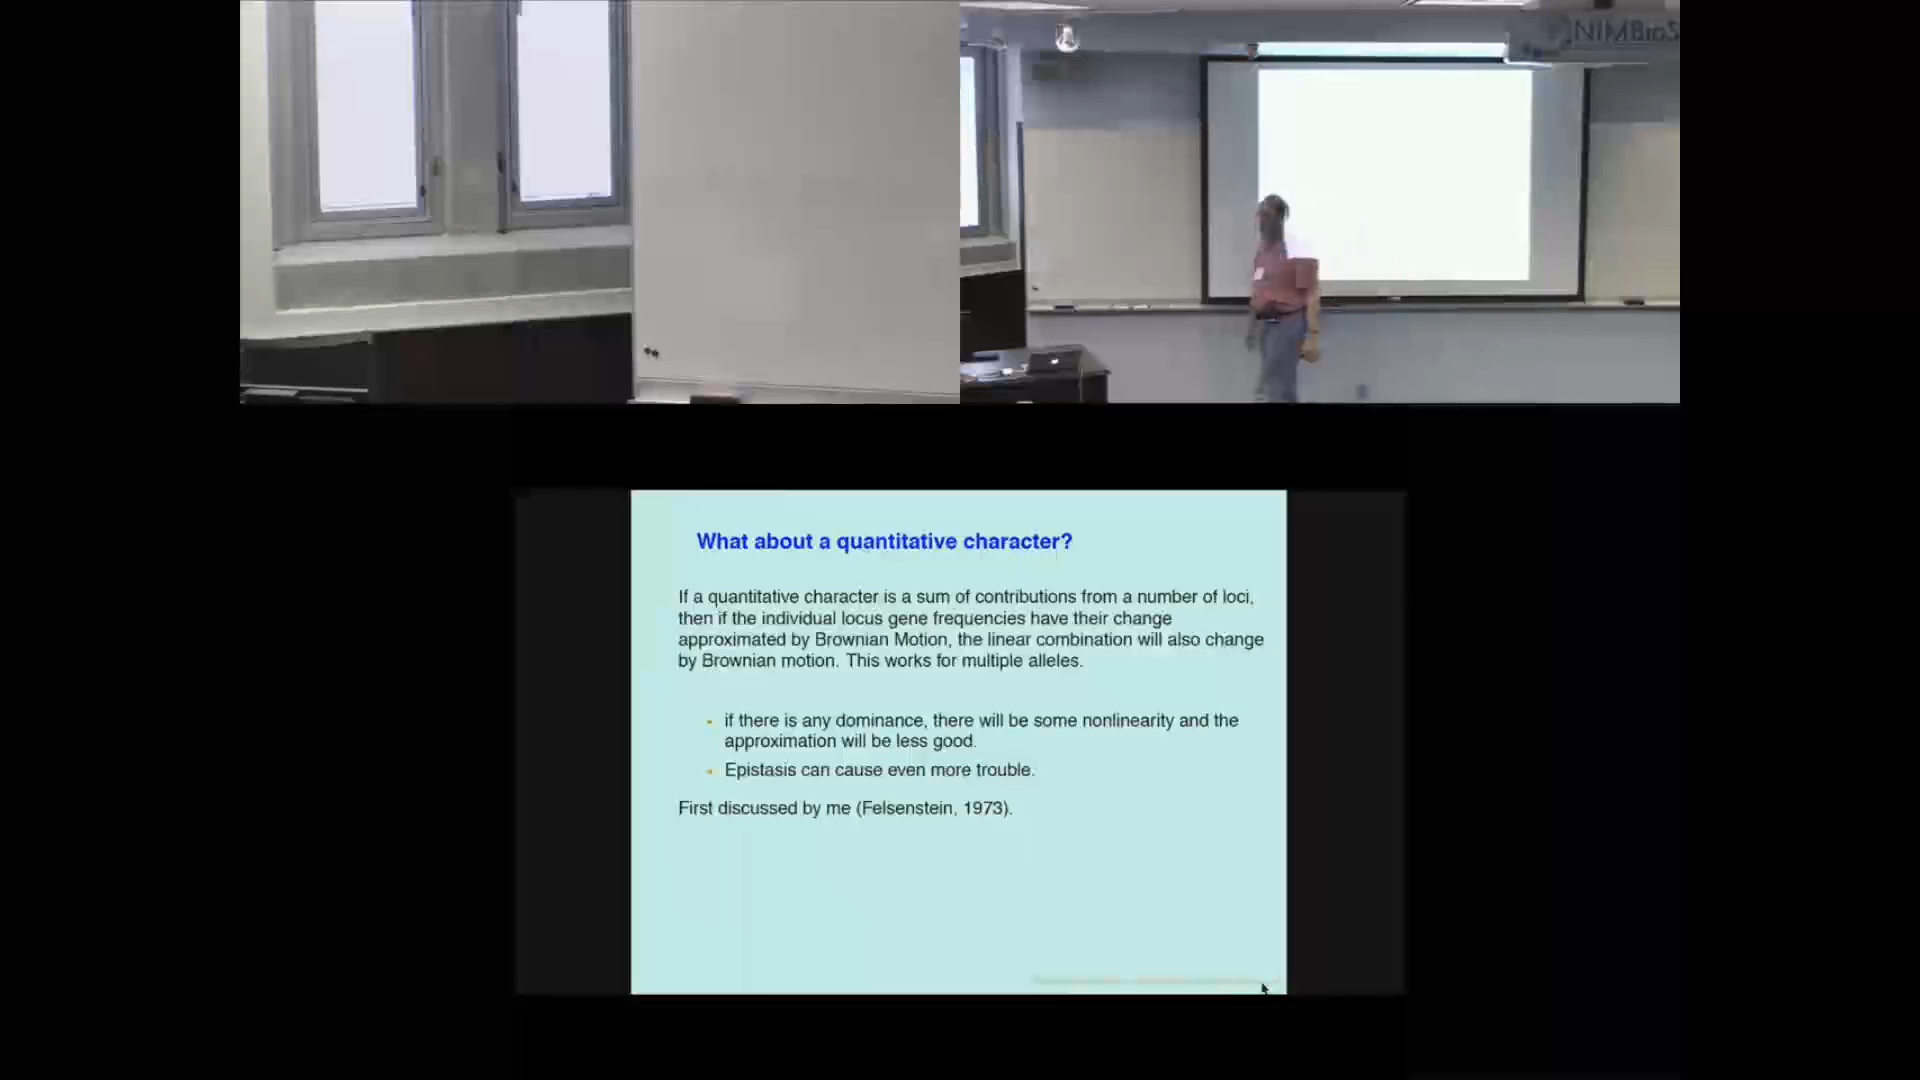 NIMBioS
What about a quantitative character?
If a quantitative character is a sum of contributions from a number of loci,
then if the individual locus gene frequencies have their change
approximated by Brownian Motion, the linear combination will also change
by Brownian motion. This works for multiple alleles.
if there is any dominance, there will be some nonlinearity and the
approximation will be less good.
Epistasis can cause even more trouble.
First discussed by me (Felsenstein, 1973).